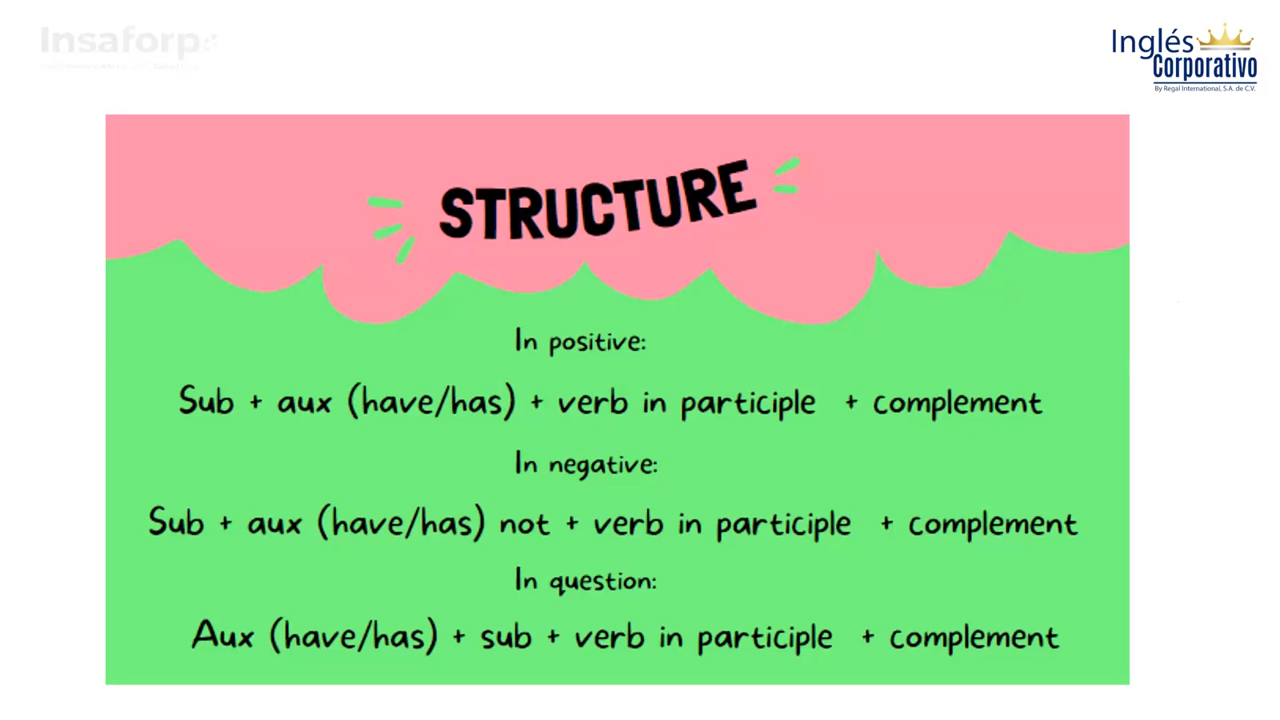 Insaforp
Inglés
Corporativo
By Regal International, S.A. de C.V.
STRUCTURE
In positive:
Sub + aux (have/has) + verb in participle + complement
In negative:
Sub + aux (have/has) not + verb in participle + complement
In question:
Aux (have/has) + sub + verb in participle + complement